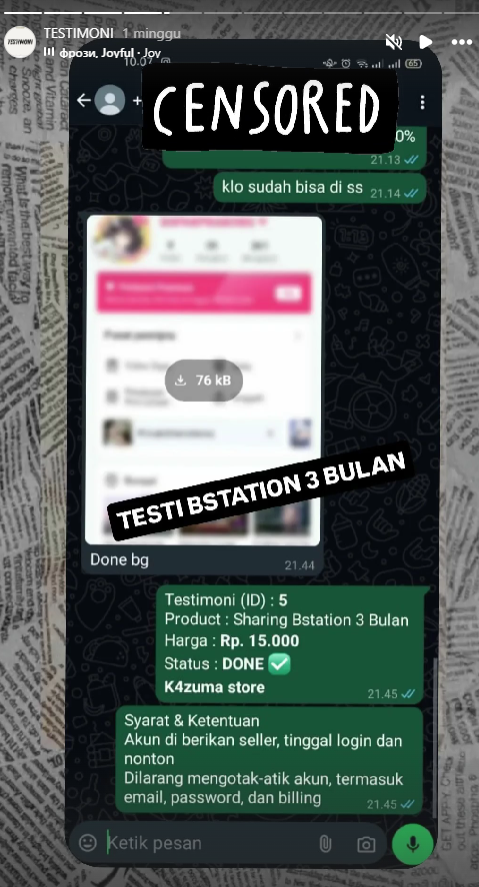 TESTIMONI 1 minggu
фрози, Joyful · Joy
10.07
65
CENSORED
0%
21.13
klo sudah bisa di ss 21.14
76 kB
TESTI BSTATION 3 BULAN
Done bg 21.44
Testimoni (ID) : 5
Product : Sharing Bstation 3 Bulan
Harga : Rp. 15.000
Status : DONE ✅
K4zuma store 21.45
Syarat & Ketentuan
Akun di berikan seller, tinggal login dan
nonton
Dilarang mengotak-atik akun, termasuk
email, password, dan billing 21.45
Ketik pesan